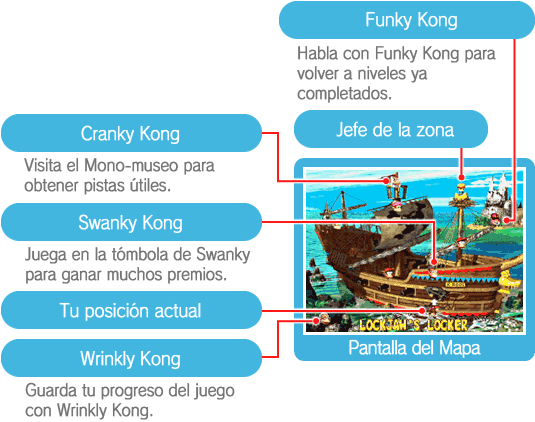 Funky Kong
Habla con Funky Kong para
volver a niveles ya
completados.
Cranky Kong
Visita el Mono-museo para
obtener pistas útiles.
Jefe de la zona
Swanky Kong
Juega en la tómbola de Swanky
para ganar muchos premios.
Tu posición actual
Wrinkly Kong
Guarda tu progreso del juego
con Wrinkly Kong.
LOCKJAW'S LOCKER
Pantalla del Mapa